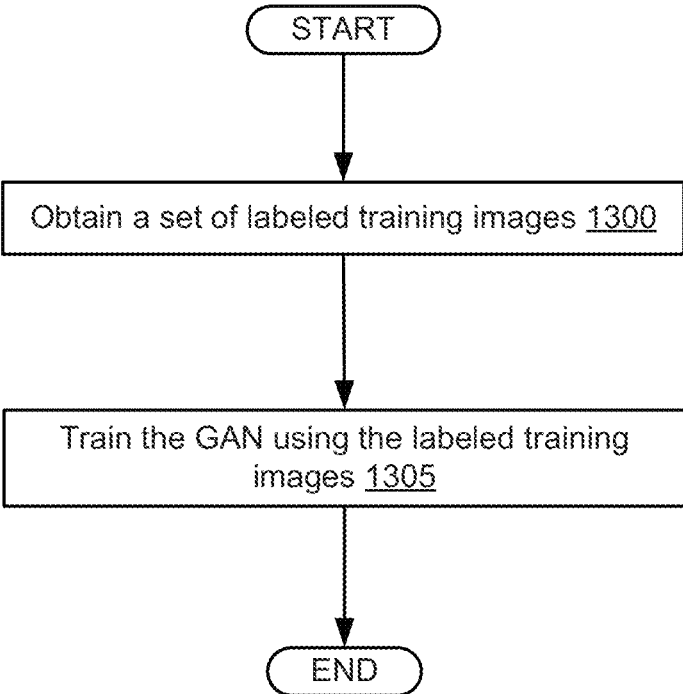 START
Obtain a set of labeled training images 1300
Train the GAN using the labeled training
images 1305
END